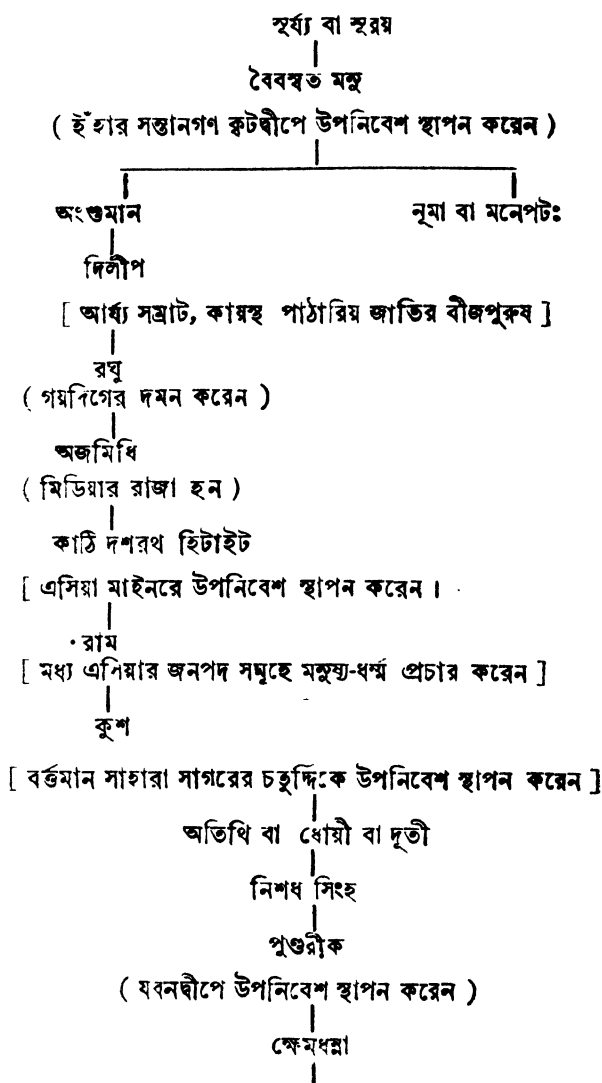 সূর্য্য বা সূরয়
বৈবস্বত মনু
( ইঁহার সন্তানগণ ক্রটদ্বীপে উপনিবেশ স্থাপন করেন )
অংশুমান নূমা বা মনেপটঃ
দিলীপ
[ আর্য্য সম্রাট, কায়স্থ পাঠারিয় জাতির বীজপুরুষ ]
রঘু
( গয়দিগের দমন করেন )
অজমিধি
( মিডিয়ার রাজা হন )
কাঠি দশরথ হিটাইট
[ এসিয়া মাইনরে উপনিবেশ স্থাপন করেন ।
রাম
[ মধ্য এসিয়ার জনপদ সমূহে মনুষ্য-ধর্ম্ম প্রচার করেন ]
কুশ
[ বর্ত্তমান সাহারা সাগরের চতুর্দ্দিকে উপনিবেশ স্থাপন করেন ]
অতিথি বা ধোয়ী বা দূতী
নিশধ সিংহ
পুণ্ডরীক
( যবনদ্বীপে উপনিবেশ স্থাপন করেন )
ক্ষেমধন্না